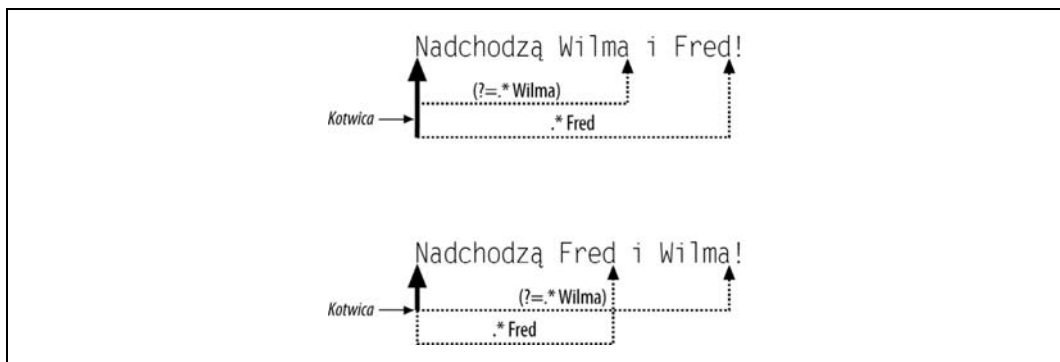 Nadchodzą Wilma i Fred!
(?=.* Wilma)
Kotwica
.* Fred
Nadchodzą Fred i Wilma!
(?=.* Wilma)
Kotwica
.* Fred